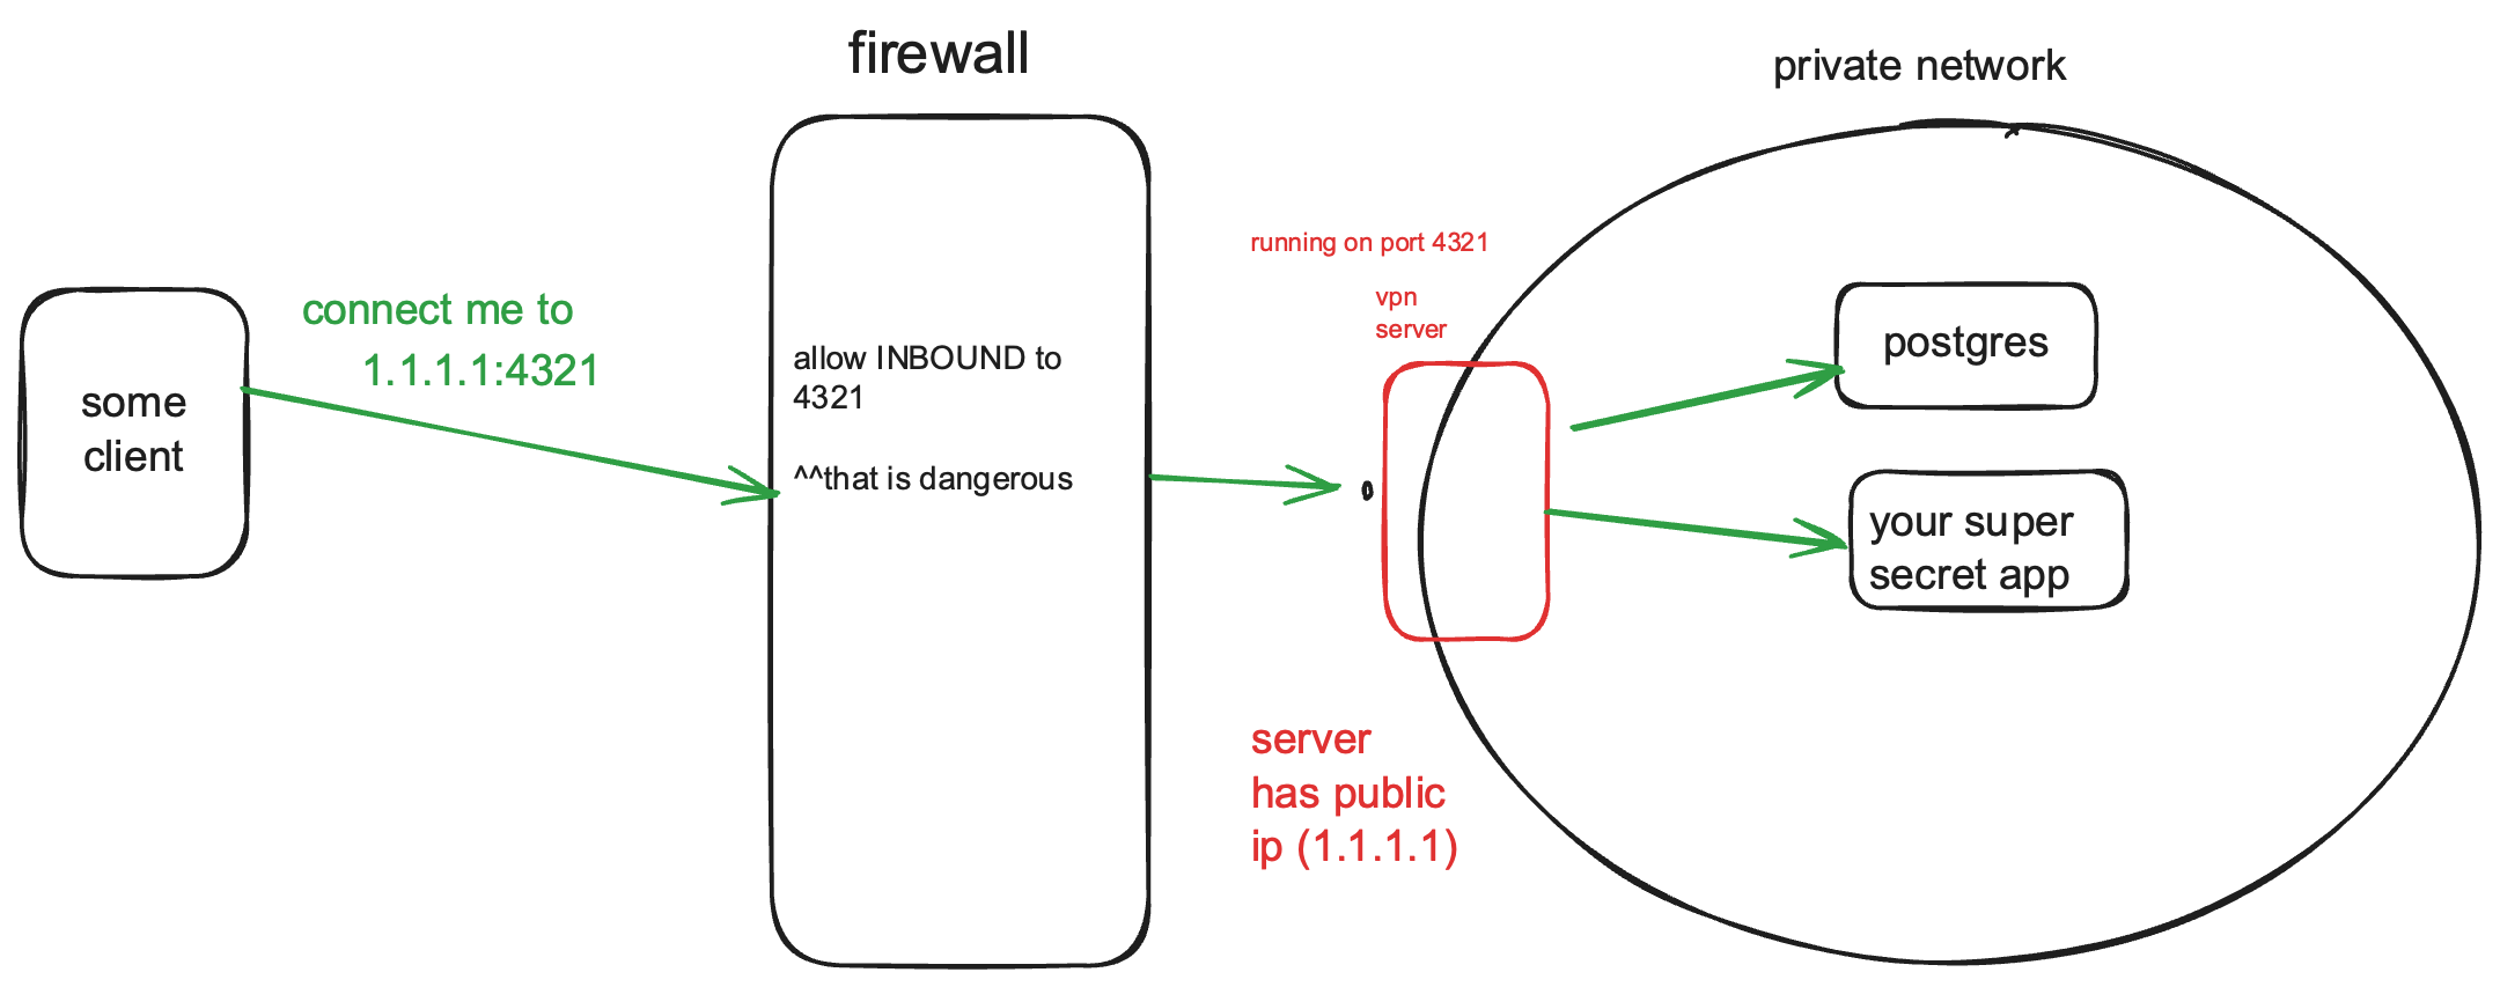 firewall
private network
running on port 4321
vpn
server
connect me to
1.1.1.1:4321
some
client
allow INBOUND to
4321
^^that is dangerous
postgres
your super
secret app
server
has public
ip (1.1.1.1)